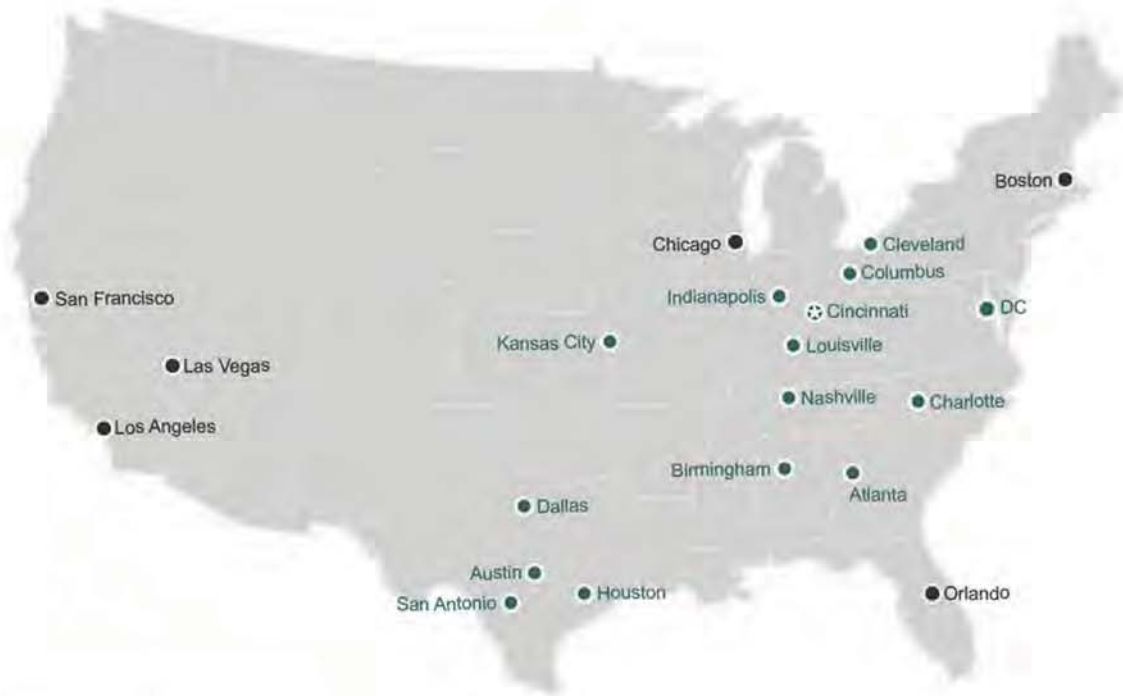 Boston
Chicago
Cleveland
Columbus
Indianapolis
San Francisco
DC
Cincinnati
Kansas City
Louisville
Las Vegas
Nashville
Charlotte
Los Angeles
Birmingham
Atlanta
Dallas
Austin
Houston
Orlando
San Antonio